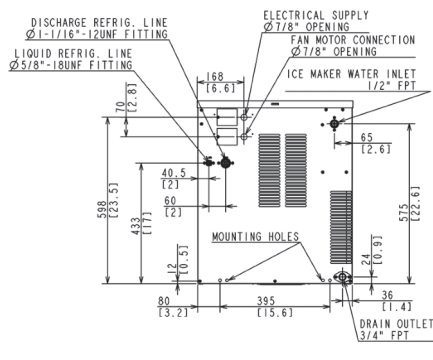 DISCHARGE REFRIG. LINE
Ø1-1/16"-12UNF FITTING
LIQUID REFRIG. LINE
Ø5/8"-18UNF FITTING
ELECTRICAL SUPPLY
Ø7/8" OPENING
FAN MOTOR CONNECTION
Ø7/8" OPENING
ICE MAKER WATER INLET
1/2" FPT
168
[6.6]
70
[2.8]
65
[2.6]
40.5
[2]
60
[2]
598
[23.5]
433
[17]
575
[22.6]
MOUNTING HOLES
12
[0.5]
24
[0.9]
80
[3.2]
395
[15.6]
36
[1.4]
DRAIN OUTLET
3/4" FPT